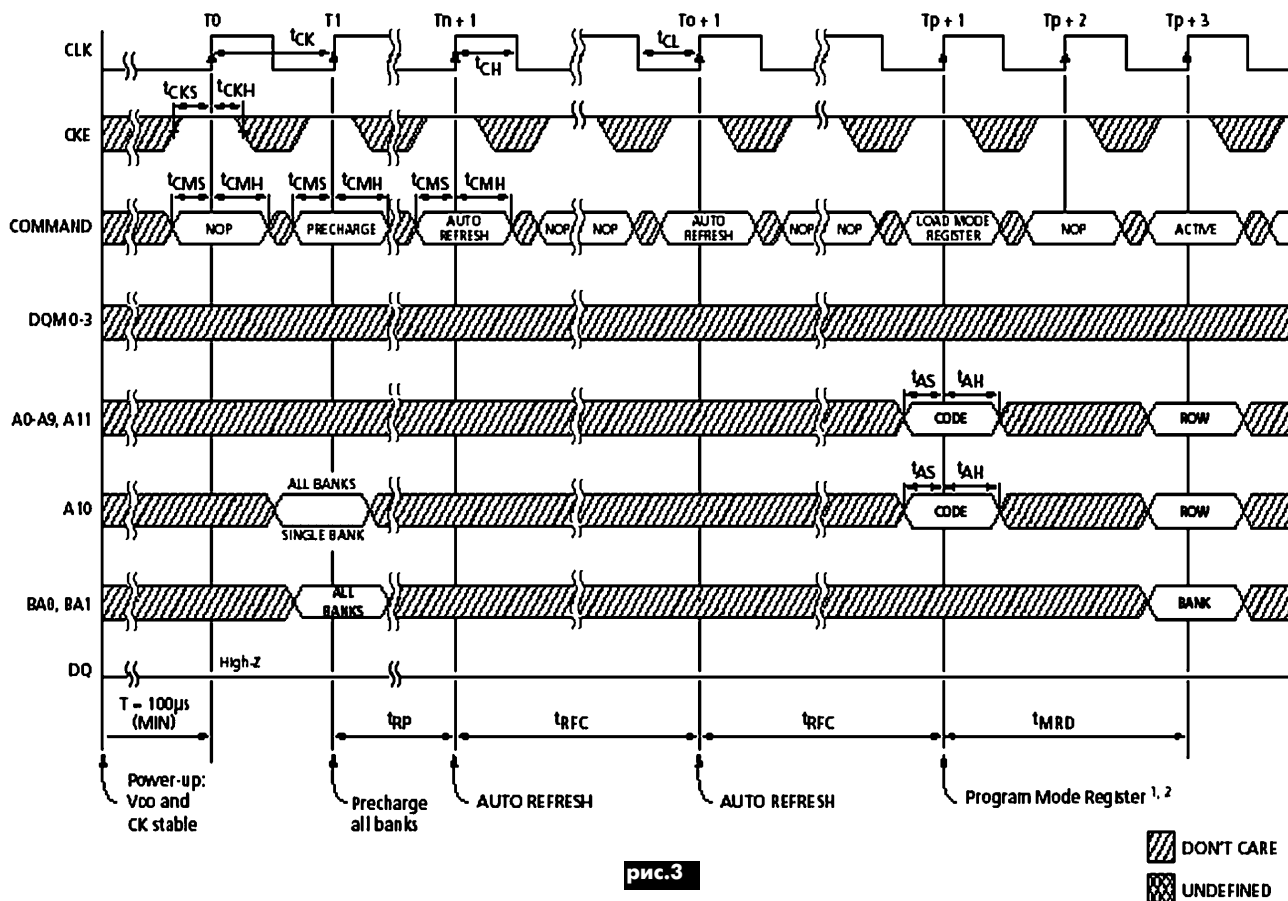 T0 T1 Tn + 1 To + 1 Tp + 1 Tp + 2 Tp + 3
CLK tCK tCH tCL
tCKS tCKH
CKE
tCMS tCMH tCMS tCMH tCMS tCMH
COMMAND NOP PRECHARGE AUTO REFRESH NOP NOP AUTO REFRESH NOP NOP LOAD MODE REGISTER NOP ACTIVE
DQM 0-3
tAS tAH
A0-A9, A11 CODE ROW
ALL BANKS tAS tAH
A10 CODE ROW
SINGLE BANK
BA0, BA1 ALL BANKS BANK
DQ High-Z
T = 100µs
(MIN) tRP tRFC tRFC tMRD
Power-up:
VDD and
CK stable
Precharge
all banks
AUTO REFRESH
AUTO REFRESH
Program Mode Register 1, 2
DON'T CARE
UNDEFINED
рис.3